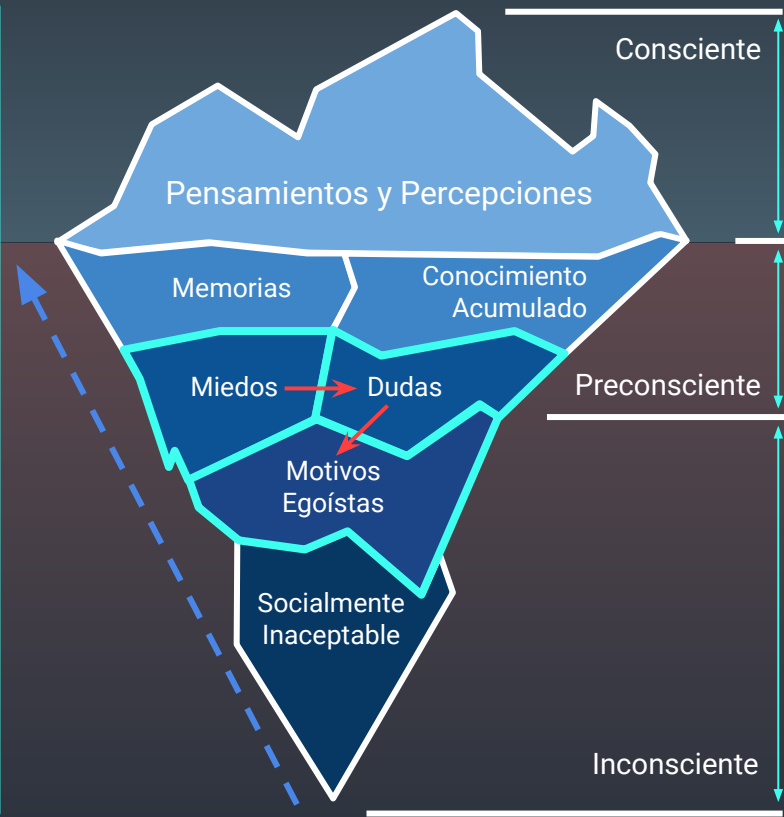 Consciente
Pensamientos y Percepciones
Memorias
Conocimiento
Acumulado
Miedos
Dudas
Preconsciente
Motivos
Egoístas
Socialmente
Inaceptable
Inconsciente